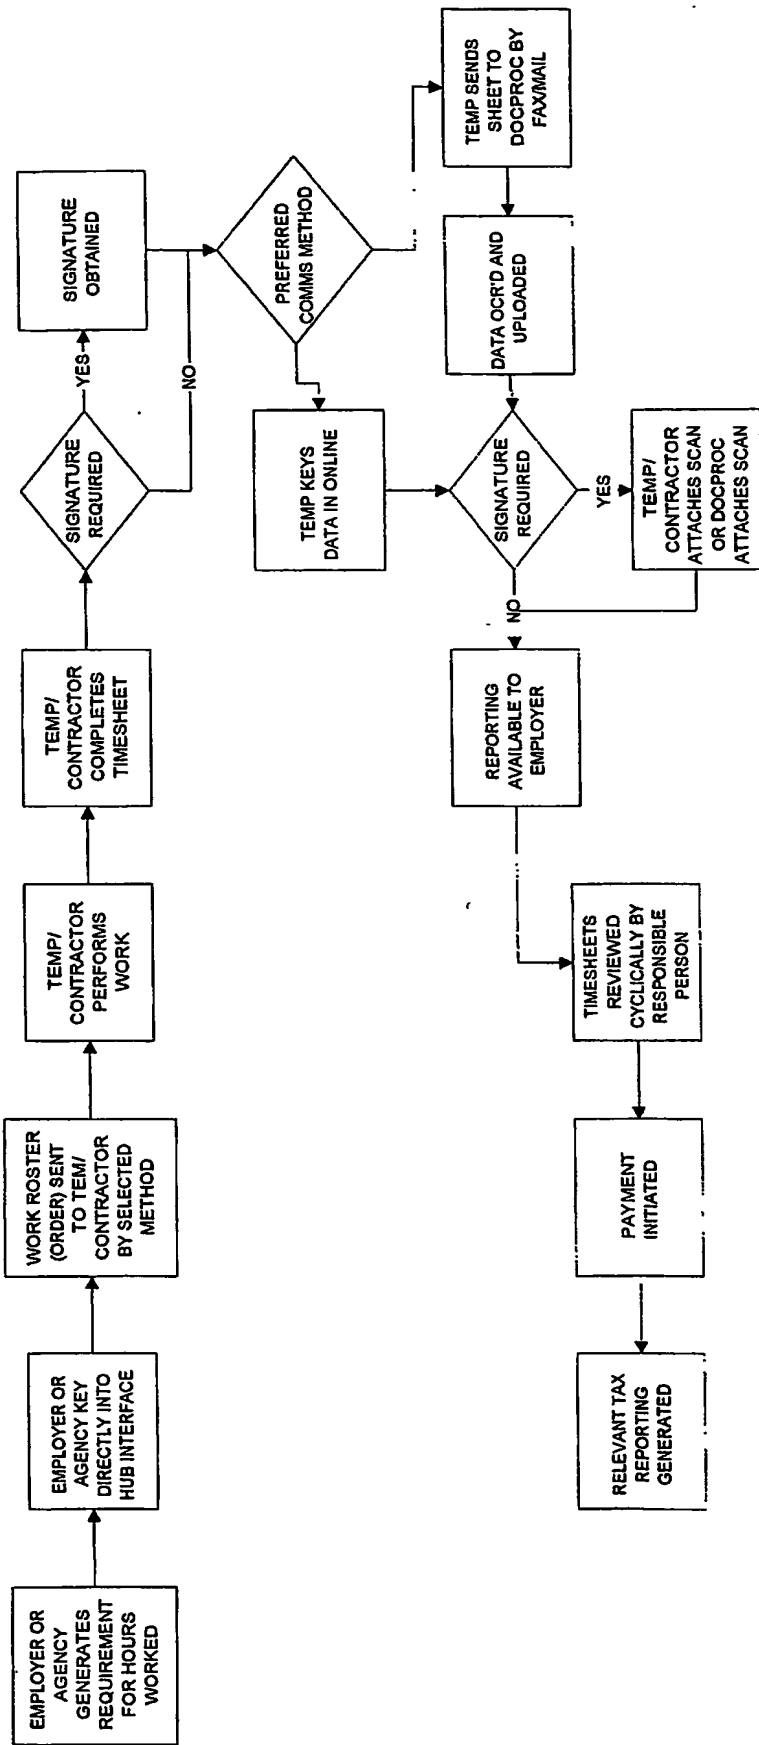 EMPLOYER OR
AGENCY
GENERATES
REQUIREMENT
FOR HOURS
WORKED
EMPLOYER OR
AGENCY KEY
DIRECTLY INTO
HUB INTERFACE
WORK ROSTER
(ORDER) SENT
TO TEM/
CONTRACTOR
BY SELECTED
METHOD
TEMP/
CONTRACTOR
PERFORMS
WORK
TEMP/
CONTRACTOR
COMPLETES
TIMESHEET
SIGNATURE
REQUIRED
YES
NO
SIGNATURE
OBTAINED
PREFERRED
COMMS METHOD
TEMP KEYS
DATA IN ONLINE
TEMP SENDS
SHEET TO
DOCPROC BY
FAX/MAIL
DATA OCR'D AND
UPLOADED
SIGNATURE
REQUIRED
NO
YES
TEMP/
CONTRACTOR
ATTACHES SCAN
OR DOCPROC
ATTACHES SCAN
REPORTING
AVAILABLE TO
EMPLOYER
TIMESHEETS
REVIEWED
CYCLICALLY BY
RESPONSIBLE
PERSON
PAYMENT
INITIATED
RELEVANT TAX
REPORTING
GENERATED